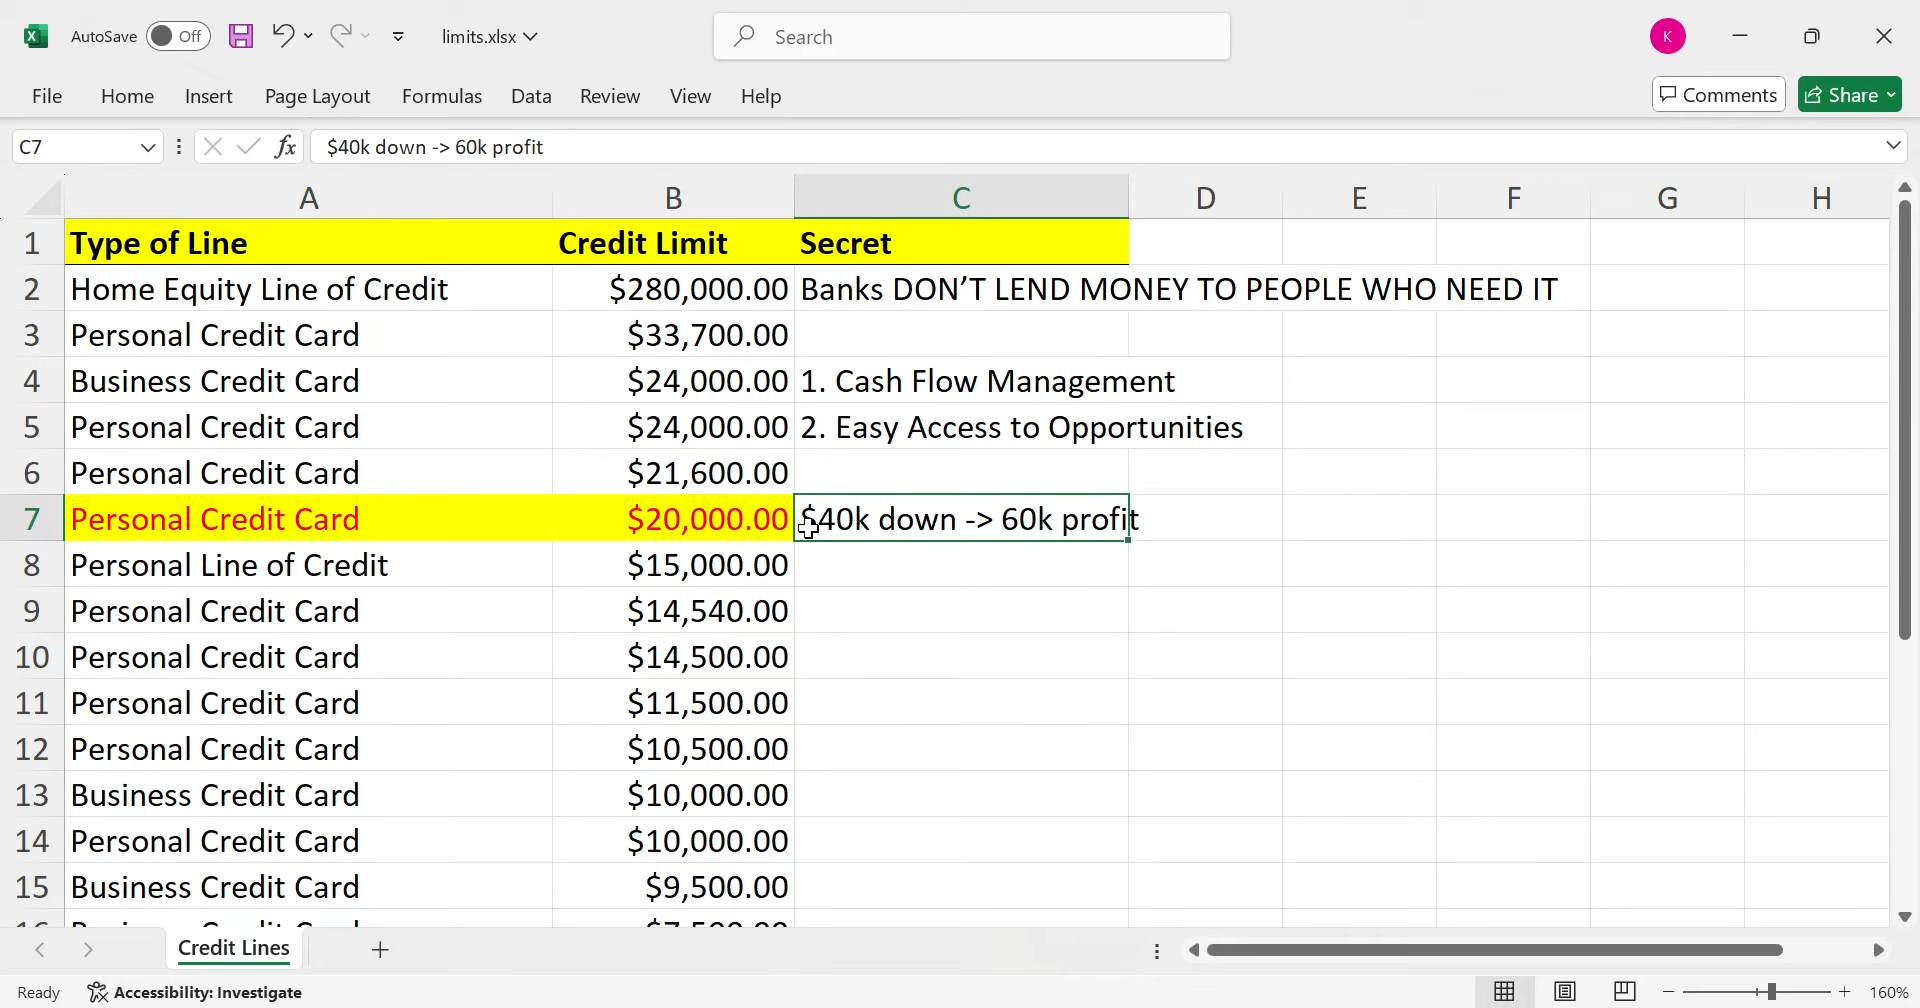 AutoSave Off limits.xlsx Search K
File Home Insert Page Layout Formulas Data Review View Help Comments Share
C7 fx $40k down -> 60k profit
A B C D E F G H
1 Type of Line Credit Limit Secret
2 Home Equity Line of Credit $280,000.00 Banks DON’T LEND MONEY TO PEOPLE WHO NEED IT
3 Personal Credit Card $33,700.00
4 Business Credit Card $24,000.00 1. Cash Flow Management
5 Personal Credit Card $24,000.00 2. Easy Access to Opportunities
6 Personal Credit Card $21,600.00
7 Personal Credit Card $20,000.00 $40k down -> 60k profit
8 Personal Line of Credit $15,000.00
9 Personal Credit Card $14,540.00
10 Personal Credit Card $14,500.00
11 Personal Credit Card $11,500.00
12 Personal Credit Card $10,500.00
13 Business Credit Card $10,000.00
14 Personal Credit Card $10,000.00
15 Business Credit Card $9,500.00
Credit Lines
Ready Accessibility: Investigate 160%